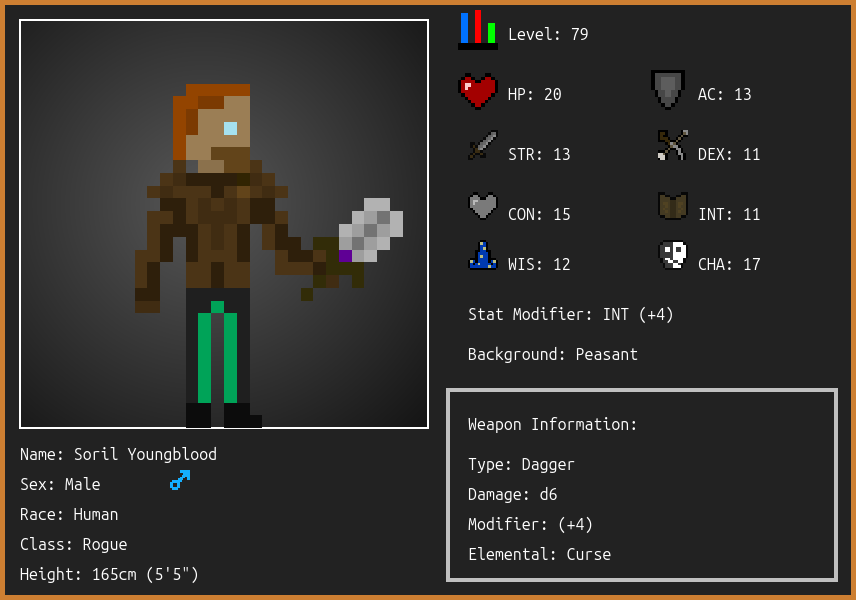 Level: 79
HP: 20
AC: 13
STR: 13
DEX: 11
CON: 15
INT: 11
WIS: 12
CHA: 17
Stat Modifier: INT (+4)
Background: Peasant
Weapon Information:
Type: Dagger
Damage: d6
Modifier: (+4)
Elemental: Curse
Name: Soril Youngblood
Sex: Male
Race: Human
Class: Rogue
Height: 165cm (5'5")